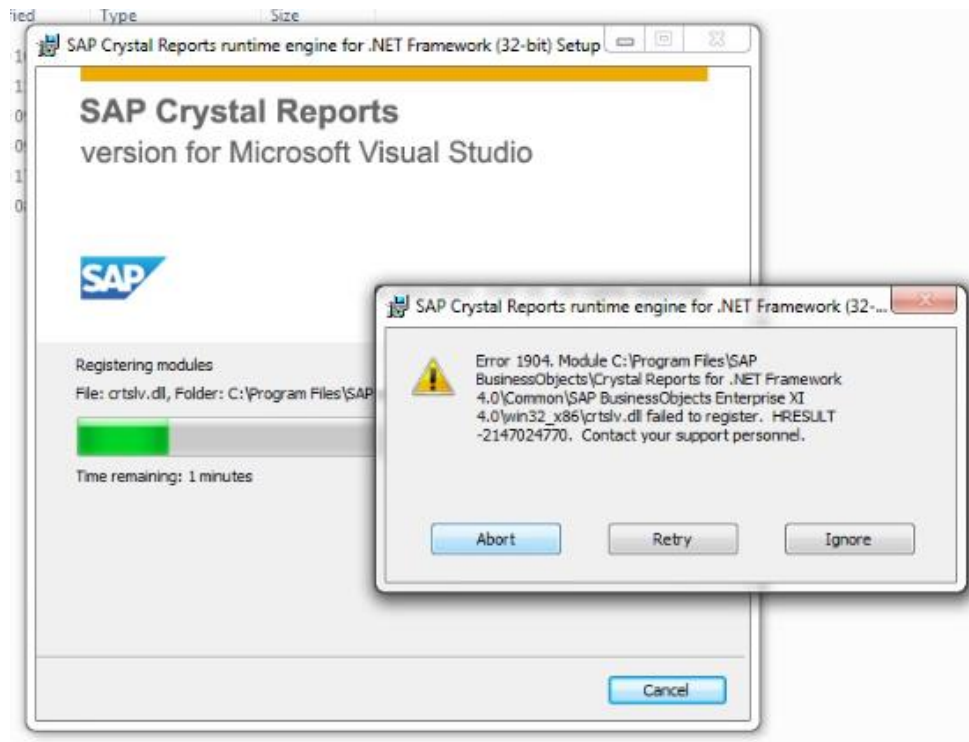 Type Size
SAP Crystal Reports runtime engine for .NET Framework (32-bit) Setup
SAP Crystal Reports
version for Microsoft Visual Studio
SAP
Registering modules
File: crtslv.dll, Folder: C:\Program Files\SAP
Time remaining: 1 minutes
Cancel
SAP Crystal Reports runtime engine for .NET Framework (32-...
Error 1904. Module C:\Program Files\SAP
BusinessObjects\Crystal Reports for .NET Framework
4.0\Common\SAP BusinessObjects Enterprise XI
4.0\win32_x86\crtslv.dll failed to register. HRESULT
-2147024770. Contact your support personnel.
Abort Retry Ignore